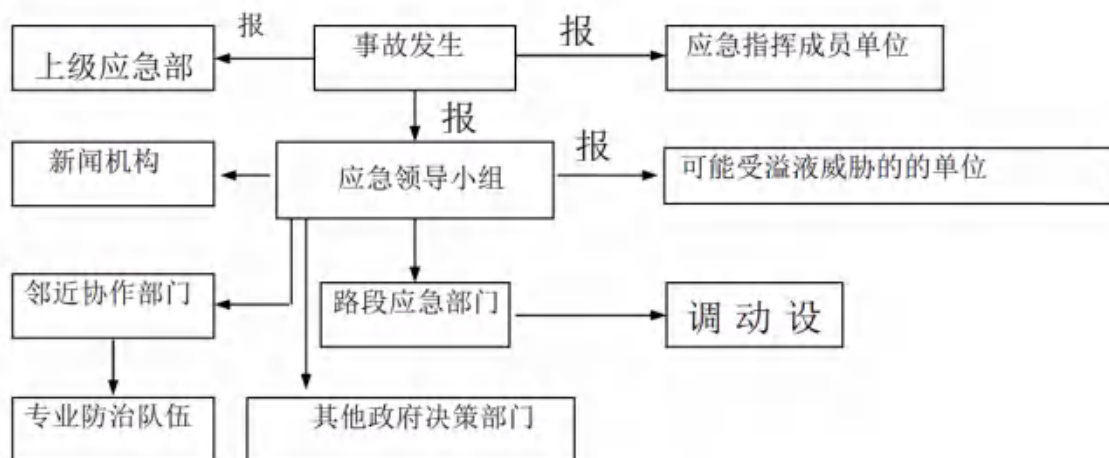 报
事故发生
报
应急指挥成员单位
上级应急部
报
新闻机构
应急领导小组
报
可能受溢液威胁的的单位
邻近协作部门
路段应急部门
调动设
专业防治队伍
其他政府决策部门